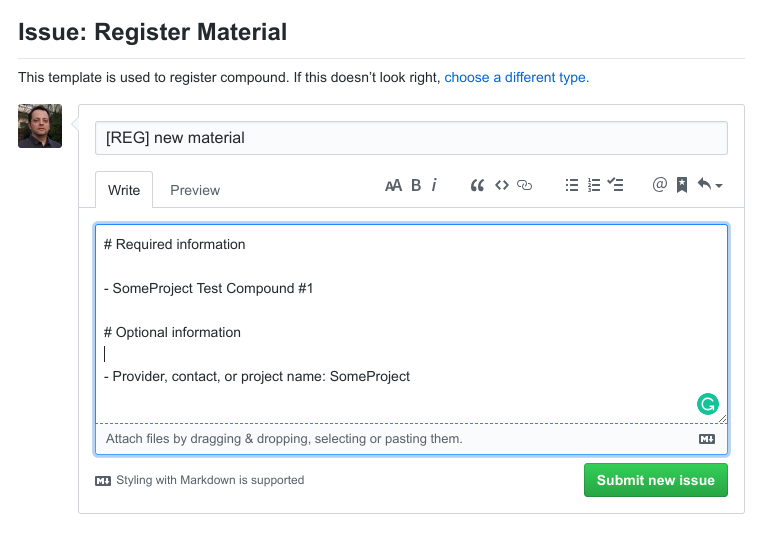 Issue: Register Material
This template is used to register compound. If this doesn’t look right, choose a different type.
[REG] new material
Write Preview AA B i
# Required information
- SomeProject Test Compound #1
# Optional information
- Provider, contact, or project name: SomeProject
Attach files by dragging & dropping, selecting or pasting them.
Styling with Markdown is supported
Submit new issue